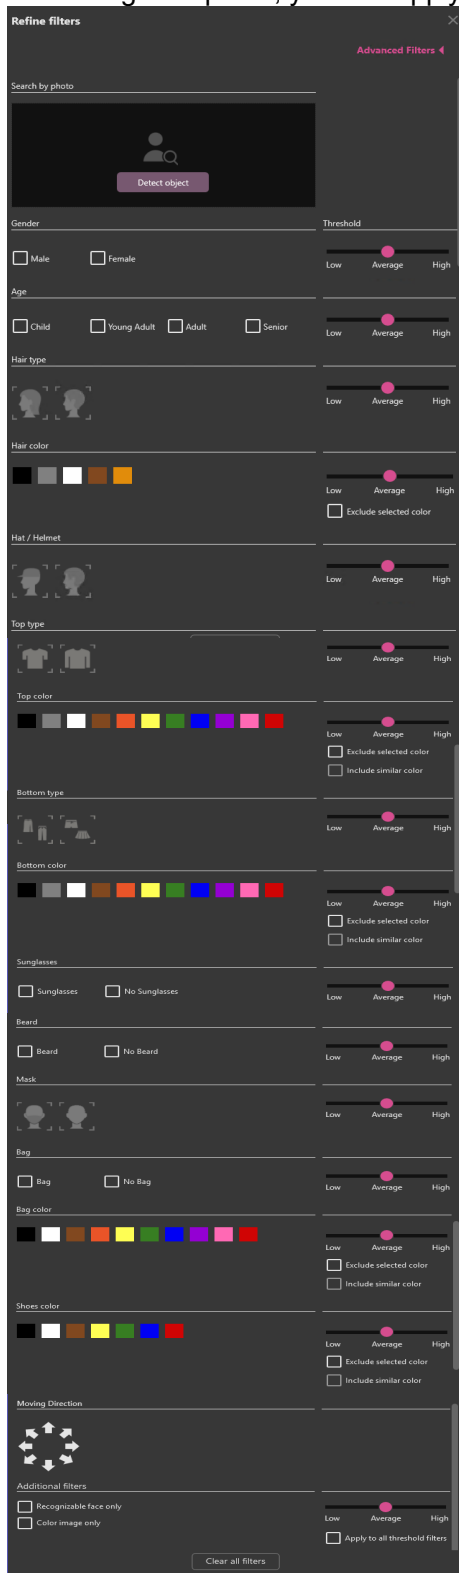 Refine filters
Advanced Filters
Search by photo
Detect object
Gender Threshold
Male Female
Low Average High
Age
Child Young Adult Adult Senior
Low Average High
Hair type
Low Average High
Hair color
Low Average High
Exclude selected color
Hat / Helmet
Low Average High
Top type
Low Average High
Top color
Low Average High
Exclude selected color
Include similar color
Bottom type
Low Average High
Bottom color
Low Average High
Exclude selected color
Include similar color
Sunglasses
Sunglasses No Sunglasses
Low Average High
Beard
Beard No Beard
Low Average High
Mask
Low Average High
Bag
Bag No Bag
Low Average High
Bag color
Low Average High
Exclude selected color
Include similar color
Shoes color
Low Average High
Exclude selected color
Include similar color
Moving Direction
Additional filters
Recognizable face only
Color image only
Low Average High
Apply to all threshold filters
Clear all filters